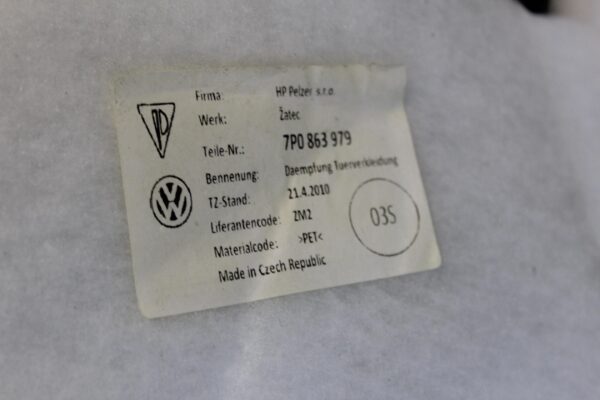 Firma: HP Pelzer s.r.o
Werk: Žatec
Teile-Nr.: 7P0 863 979
Bennenung: Daempfung Tuerverkleidung
TZ-Stand: 21.4.2010
Liferantencode: ZM2
Materialcode: >PET<
Made in Czech Republic
03S